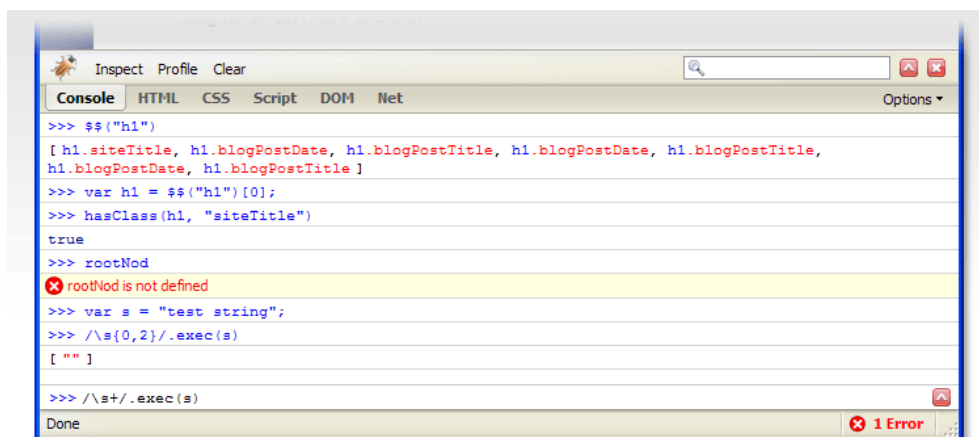 Inspect Profile Clear
Console HTML CSS Script DOM Net Options
>>> $$("h1")
[ h1.siteTitle, h1.blogPostDate, h1.blogPostTitle, h1.blogPostDate, h1.blogPostTitle,
h1.blogPostDate, h1.blogPostTitle ]
>>> var h1 = $$("h1")[0];
>>> hasClass(h1, "siteTitle")
true
>>> rootNod
rootNod is not defined
>>> var s = "test string";
>>> /\s{0,2}/.exec(s)
[ "" ]
>>> /\s+/.exec(s)
Done 1 Error